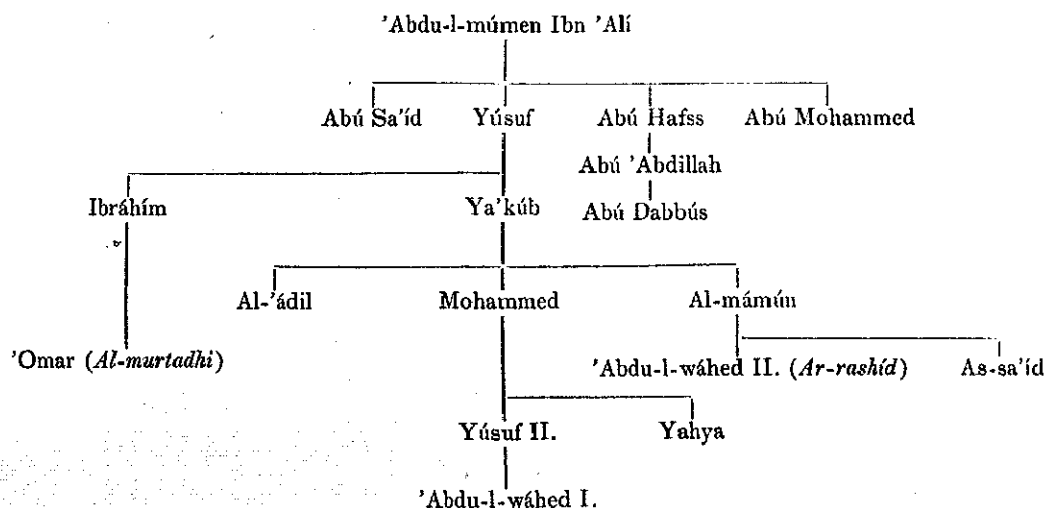 'Abdu-l-múmen Ibn 'Alí
Abú Sa'íd Yúsuf Abú Hafss Abú Mohammed
Abú 'Abdillah
Ibráhím Ya'kúb Abú Dabbús
Al-'ádil Mohammed Al-mámún
'Omar (Al-murtadhi) 'Abdu-l-wáhed II. (Ar-rashíd) As-sa'íd
Yúsuf II. Yahya
'Abdu-l-wáhed I.